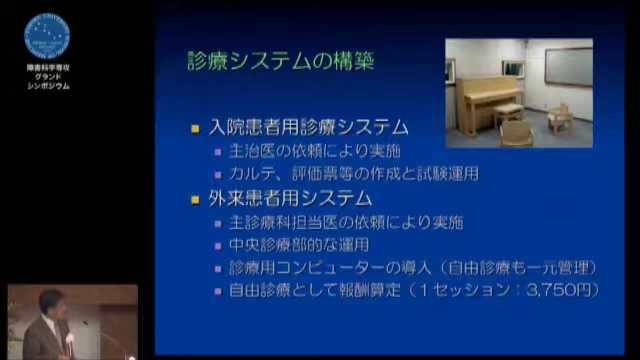 障害科学専攻
グランド
シンポジウム
診療システムの構築
■ 入院患者用診療システム
■ 主治医の依頼により実施
■ カルテ、評価票等の作成と試験運用
■ 外来患者用システム
■ 主診療科担当医の依頼により実施
■ 中央診療部的な運用
■ 診療用コンピューターの導入（自由診療も一元管理）
■ 自由診療として報酬算定（１セッション：3,750円）